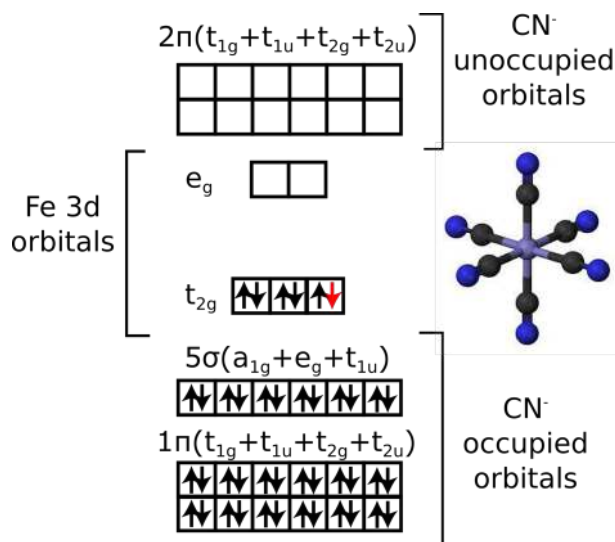 2π(t₁g+t₁u+t₂g+t₂u)
CN⁻
unoccupied
orbitals
eg
Fe 3d
orbitals
t₂g
5σ(a₁g+eg+t₁u)
1π(t₁g+t₁u+t₂g+t₂u)
CN⁻
occupied
orbitals